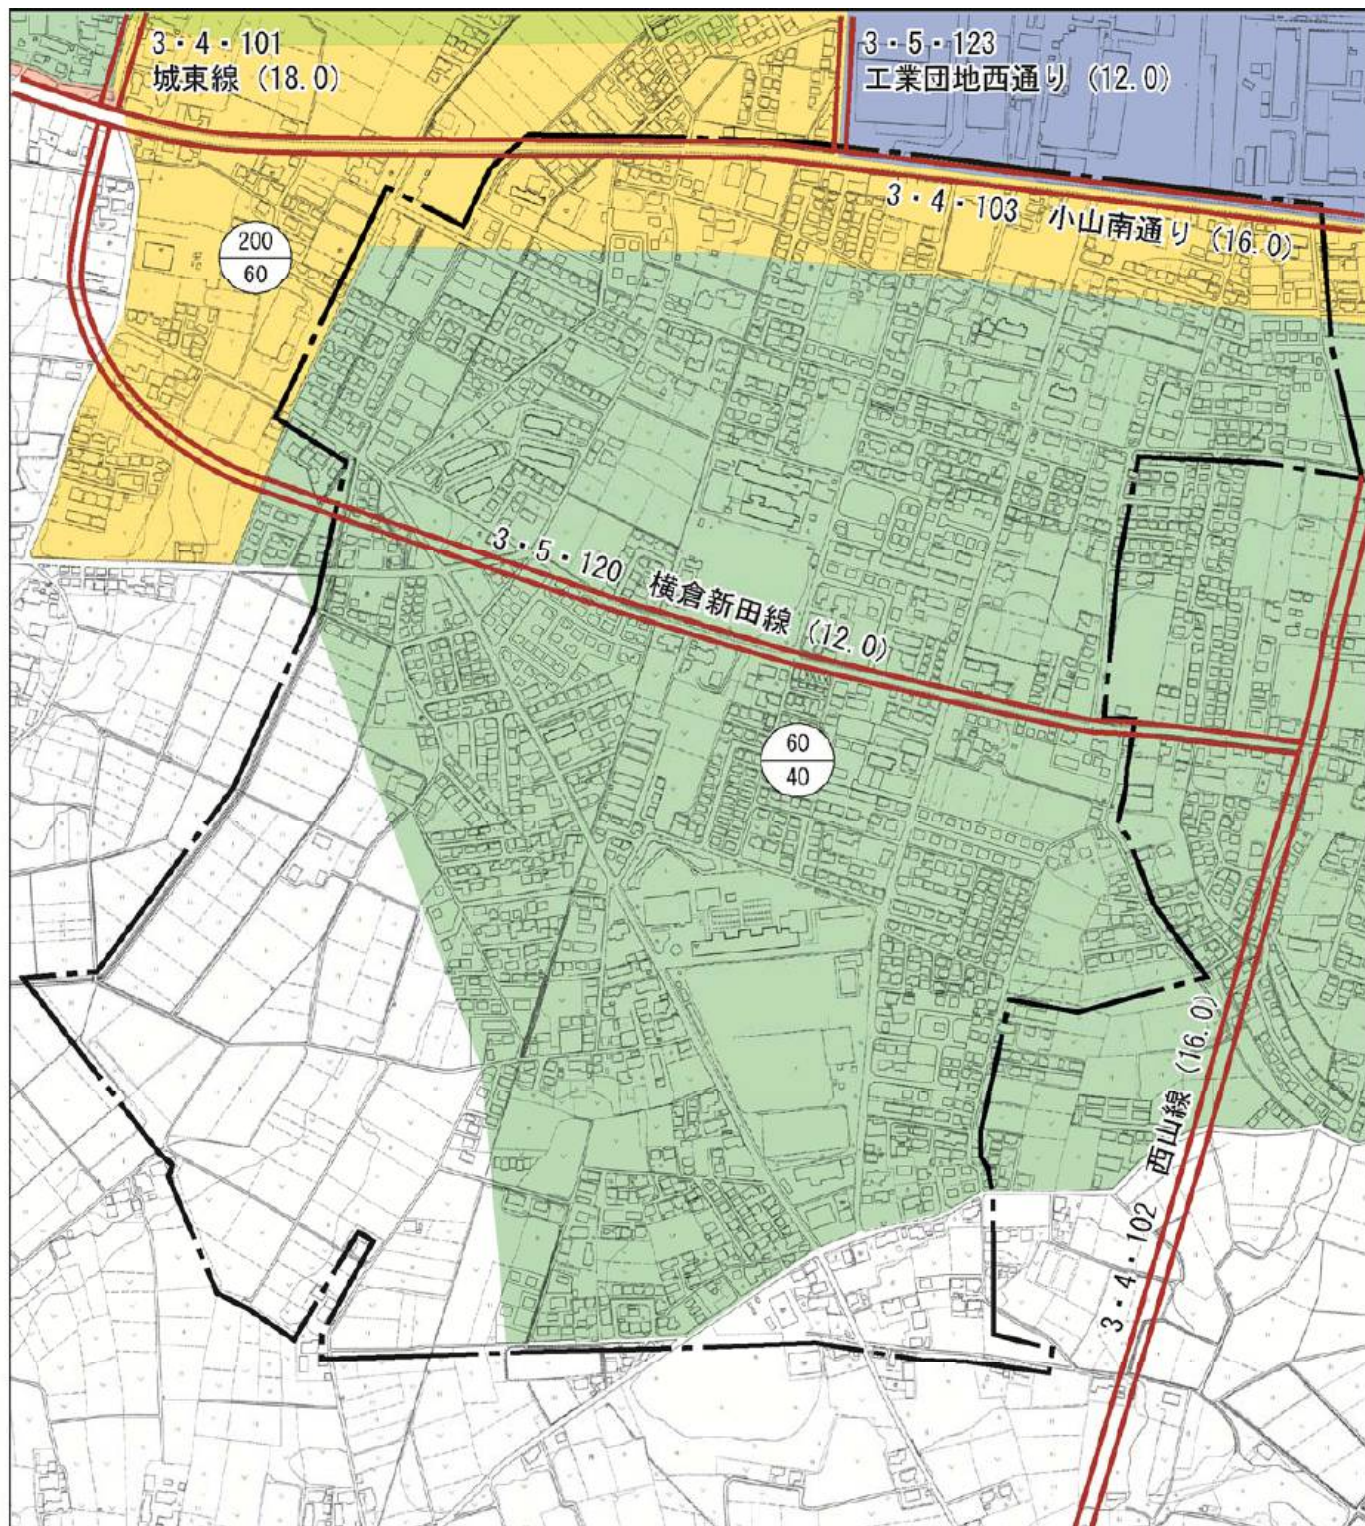 3・4・101
城東線 (18.0)
3・5・123
工業団地西通り (12.0)
3・4・103 小山南通り (16.0)
200
60
3・5・120 横倉新田線 (12.0)
60
40
3・4・102 西山線 (16.0)